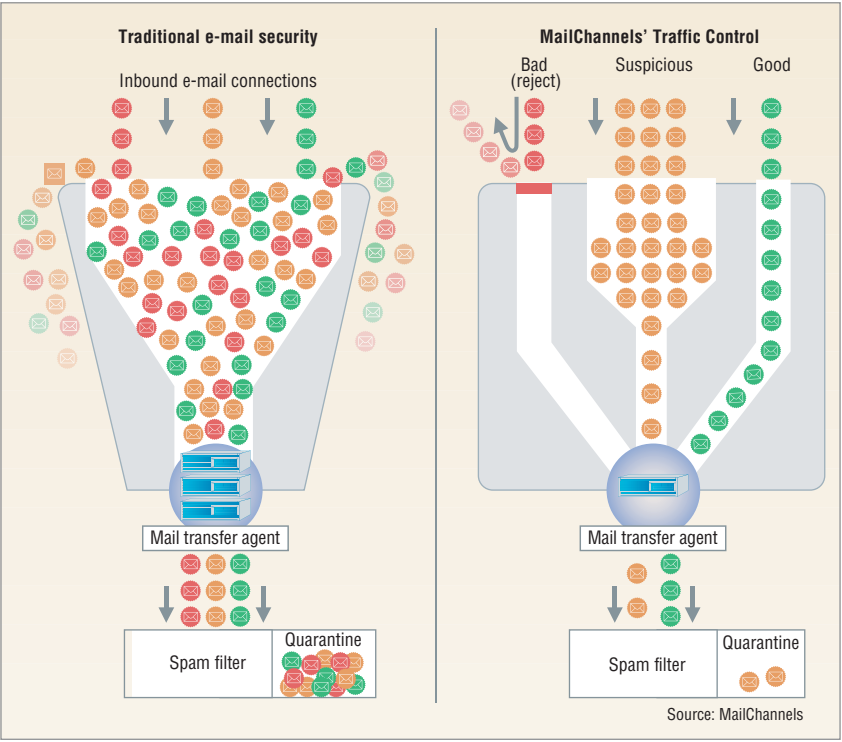 Traditional e-mail security
Inbound e-mail connections
Mail transfer agent
Spam filter
Quarantine
MailChannels' Traffic Control
Bad
(reject)
Suspicious
Good
Mail transfer agent
Spam filter
Quarantine
Source: MailChannels